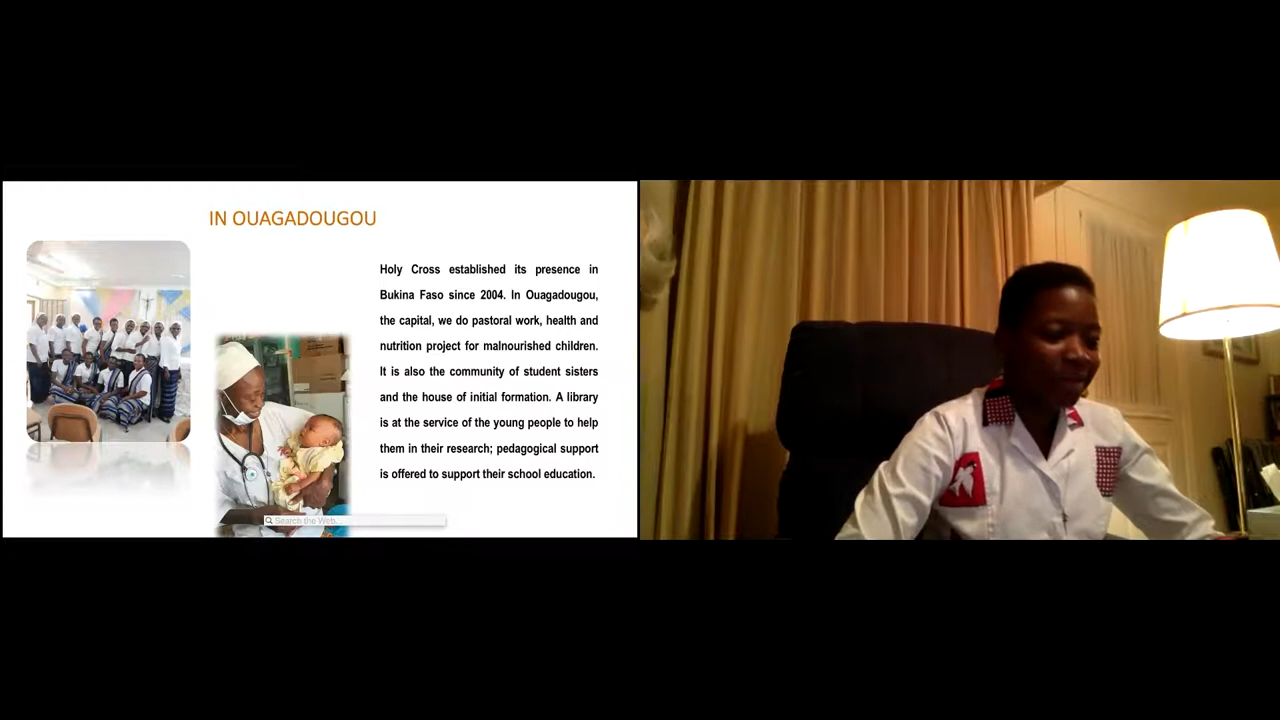 IN OUAGADOUGOU
Holy Cross established its presence in
Bukina Faso since 2004. In Ouagadougou,
the capital, we do pastoral work, health and
nutrition project for malnourished children.
It is also the community of student sisters
and the house of initial formation. A library
is at the service of the young people to help
them in their research; pedagogical support
is offered to support their school education.
Search the Web...